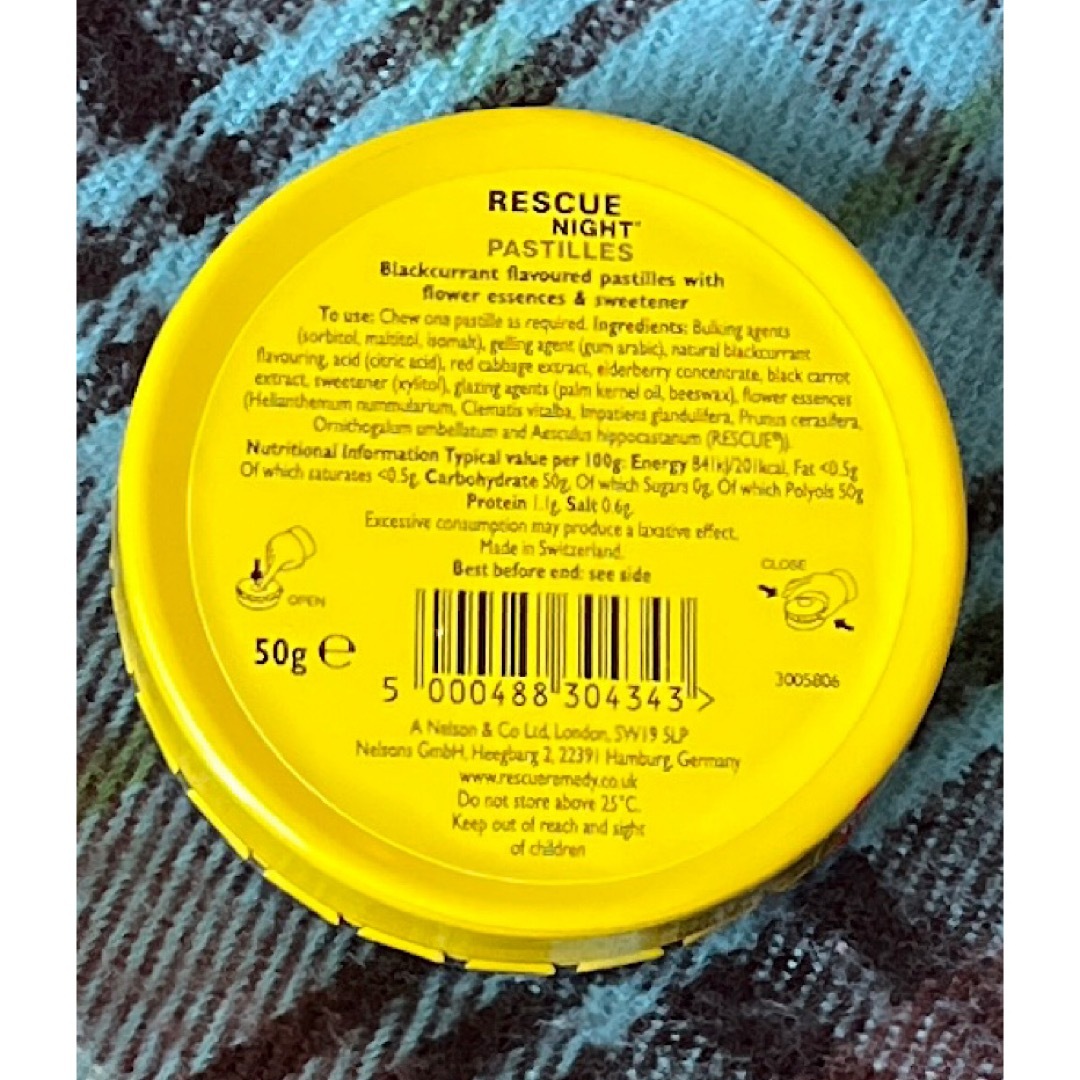 RESCUE
NIGHT™
PASTILLES
Blackcurrant flavoured pastilles with
flower essences & sweetener
To use: Chew one pastille as required. Ingredients: Bulking agents
(sorbitol, maltitol, isomalt), gelling agent (gum arabic), natural blackcurrant
flavouring, acid (citric acid), red cabbage extract, elderberry concentrate, black carrot
extract, sweetener (xylitol), glazing agents (palm kernel oil, beeswax), flower essences
(Helianthemum nummularium, Clematis vitalba, Impatiens glandulifera, Prunus cerasifera,
Ornithogalum umbellatum and Aesculus hippocastanum (RESCUE®)).
Nutritional Information Typical value per 100g: Energy 841kJ/201kcal, Fat <0.5g
Of which saturates <0.5g, Carbohydrate 50g, Of which Sugars 0g, Of which Polyols 50g
Protein 1.1g, Salt 0.6g.
Excessive consumption may produce a laxative effect.
Made in Switzerland.
Best before end: see side
OPEN
CLOSE
50g e
3005806
5 000488 304343 >
A Nelson & Co Ltd, London, SW19 5LP
Nelsons GmbH, Heegbarg 2, 22391 Hamburg, Germany
www.rescueremedy.co.uk
Do not store above 25°C.
Keep out of reach and sight
of children